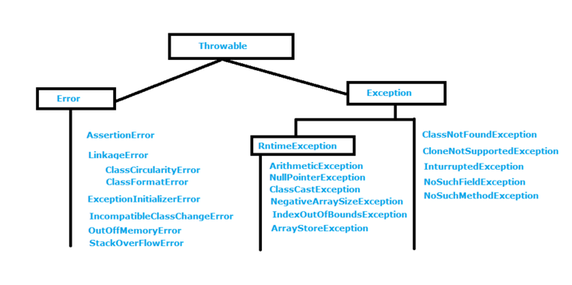 Throwable
Error
Exception
AssertionError
LinkageError
ClassCircularityError
ClassFormatError
ExceptionInitializerError
IncompatibleClassChangeError
OutOffMemoryError
StackOverFlowError
RntimeException
ArithmeticException
NullPointerException
ClassCastException
NegativeArraySizeException
IndexOutOfBoundsException
ArrayStoreException
ClassNotFoundException
CloneNotSupportedException
InturruptedException
NoSuchFieldException
NoSuchMethodException